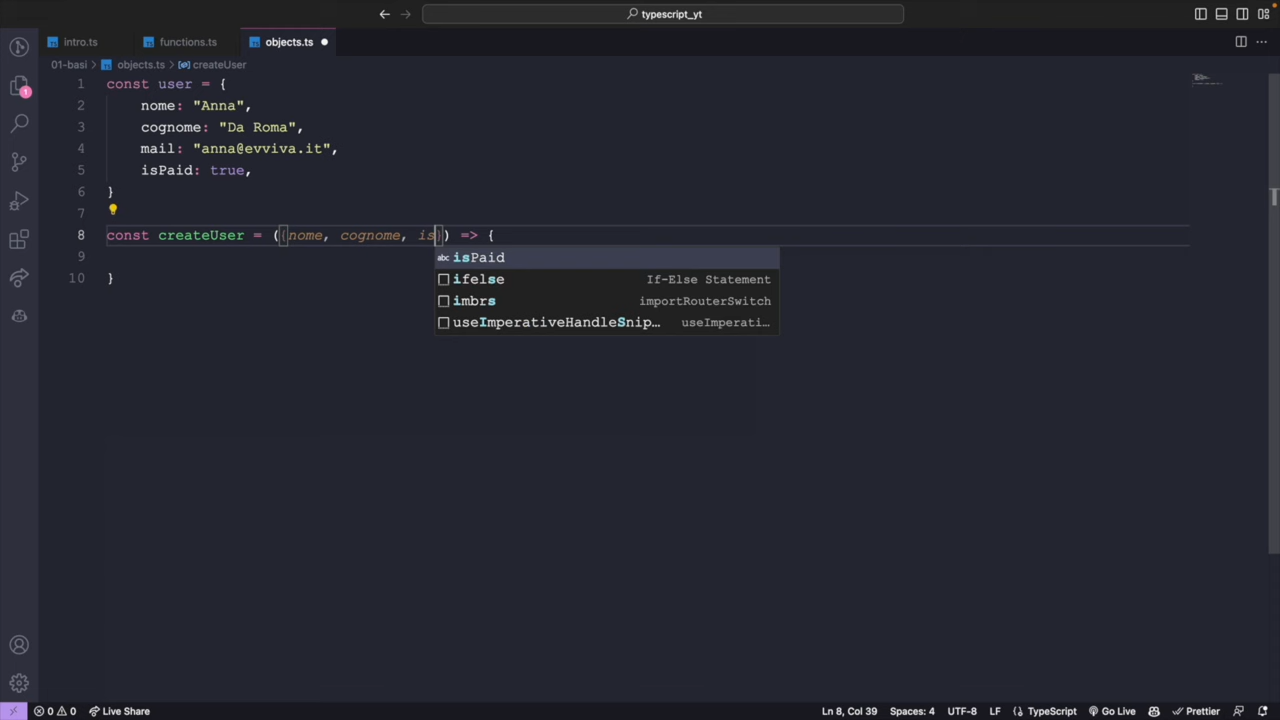 typescript_yt
intro.ts
functions.ts
objects.ts
01-basi > objects.ts > createUser
1 const user = {
2 nome: "Anna",
3 cognome: "Da Roma",
4 mail: "anna@evviva.it",
5 isPaid: true,
6 }
7
8 const createUser = ({nome, cognome, is}) => {
abc isPaid
9
ifelse If-Else Statement
10 }
imbrs importRouterSwitch
useImperativeHandleSnip… useImperati…
1
0 0 Live Share
Ln 8, Col 39 Spaces: 4 UTF-8 LF {} TypeScript Go Live Prettier